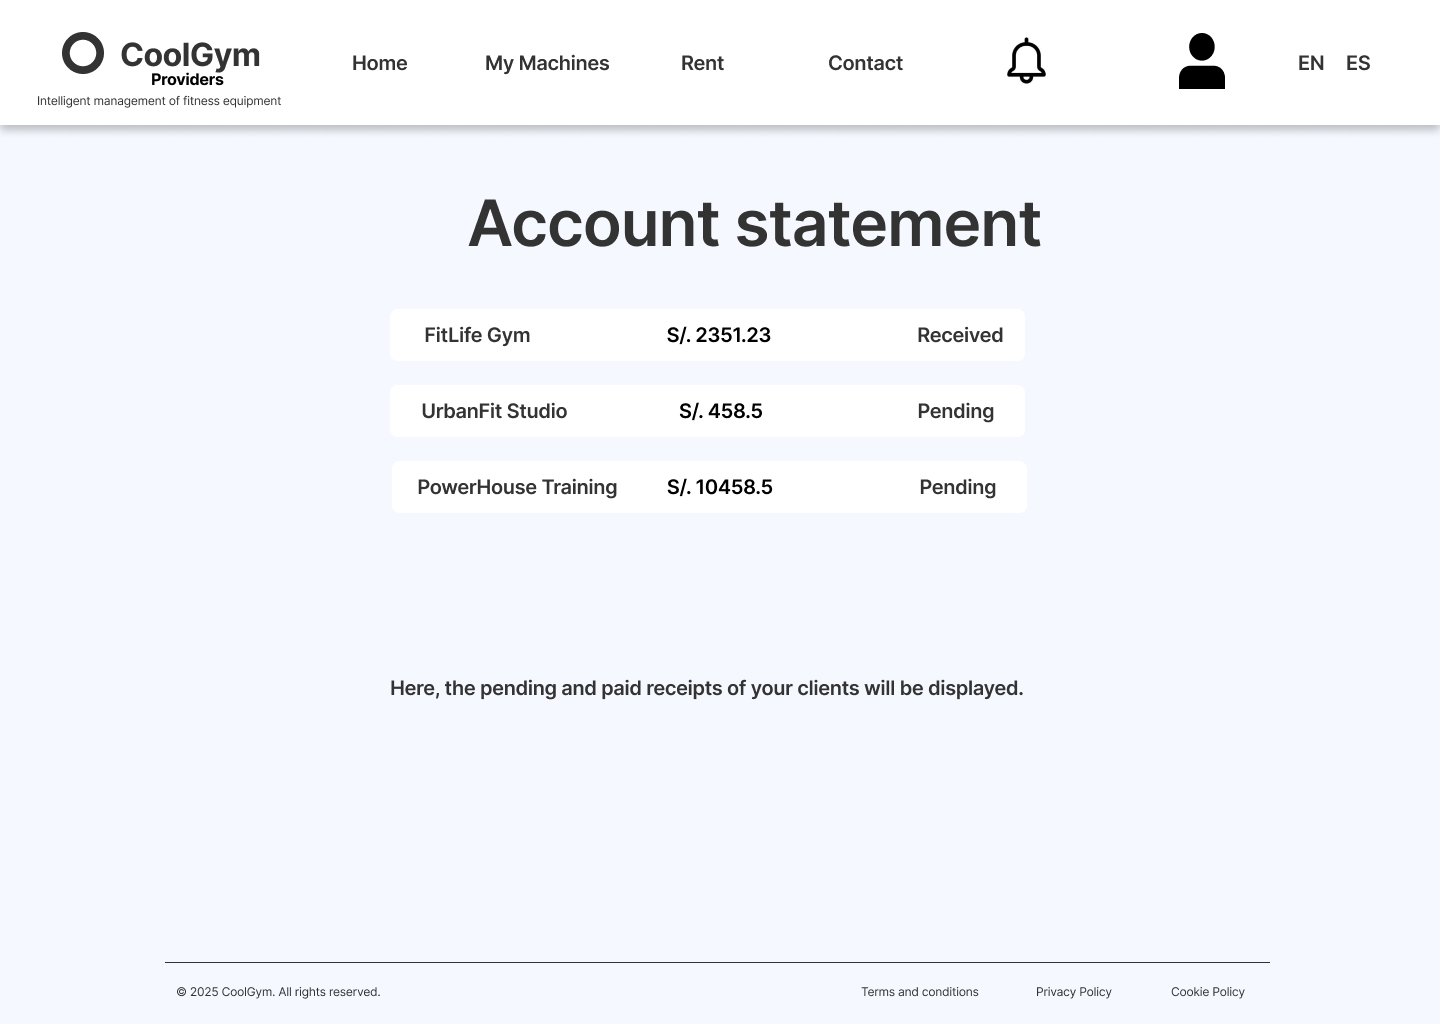 CoolGym
Providers
Intelligent management of fitness equipment
Home My Machines Rent Contact EN ES
Account statement
FitLife Gym S/. 2351.23 Received
UrbanFit Studio S/. 458.5 Pending
PowerHouse Training S/. 10458.5 Pending
Here, the pending and paid receipts of your clients will be displayed.
© 2025 CoolGym. All rights reserved. Terms and conditions Privacy Policy Cookie Policy